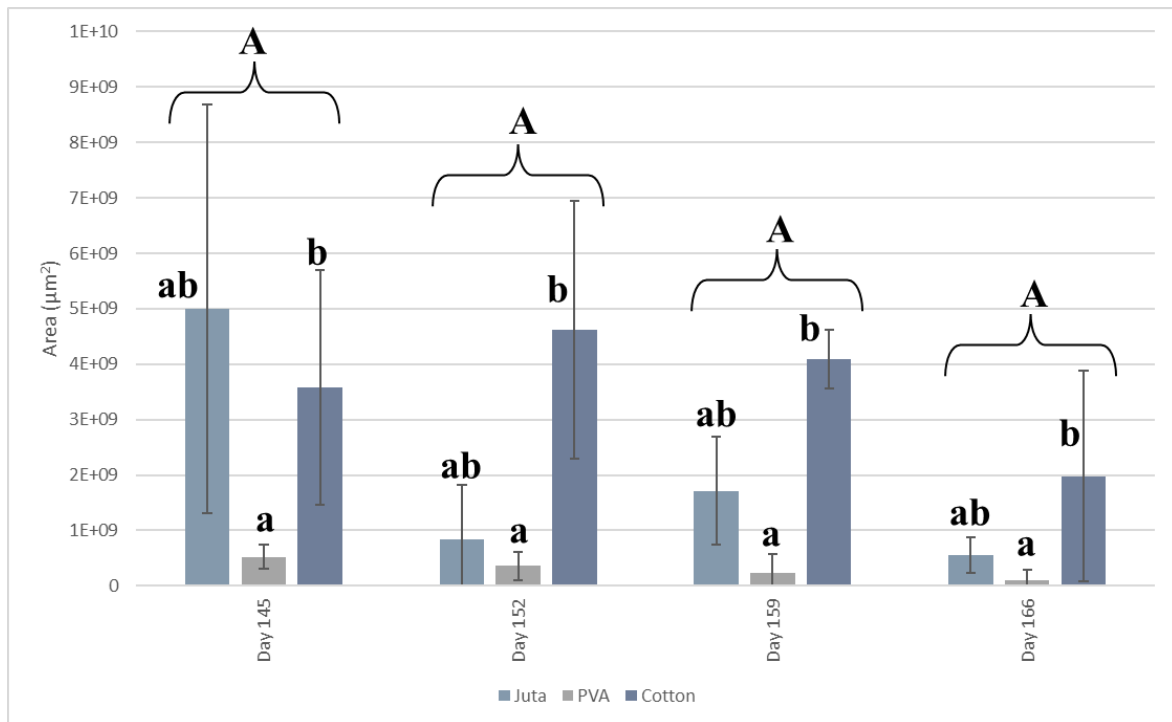 1E+10
9E+09
8E+09
7E+09
6E+09
5E+09
4E+09
3E+09
2E+09
1E+09
0
Area (µm²)
A
A
A
A
ab
a
b
ab
a
b
ab
a
b
ab
a
b
Day 145
Day 152
Day 159
Day 166
Juta PVA Cotton